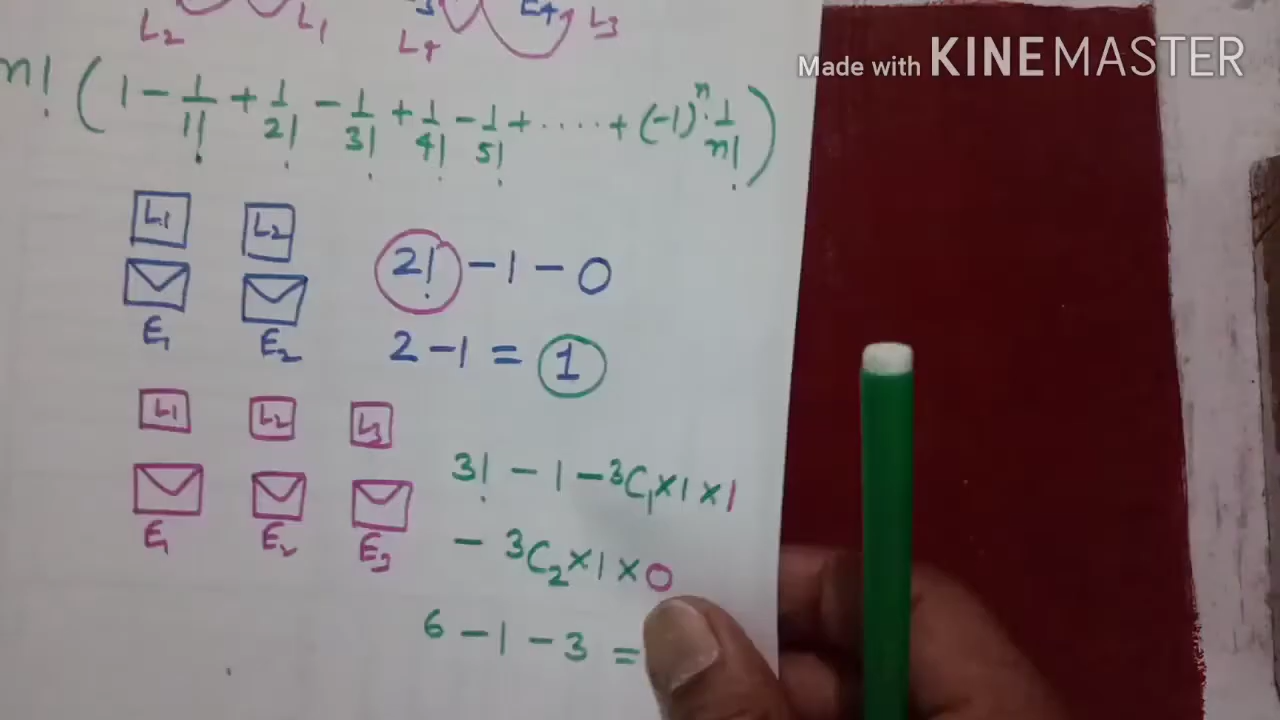 L₂ L₁ L₄ E₄ L₃
n! (1 - 1/1! + 1/2! - 1/3! + 1/4! - 1/5! + ..... + (-1)ⁿ · 1/n!)
Made with KINEMASTER
L1 L2
2! - 1 - 0
E₁ E₂
2 - 1 = 1
L1 L2 L3
3! - 1 - ³C₁ × 1 × 1
E₁ E₂ E₃
- ³C₂ × 1 × 0
6 - 1 - 3 =